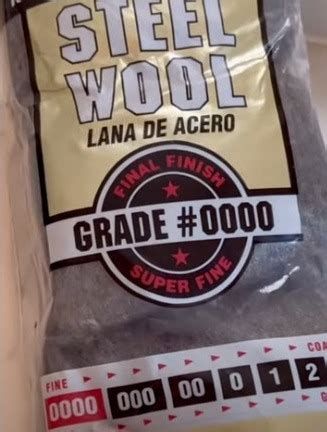 STEEL
WOOL
LANA DE ACERO
FINAL FINISH
GRADE #0000
SUPER FINE
FINE
0000 000 00 0 1 2